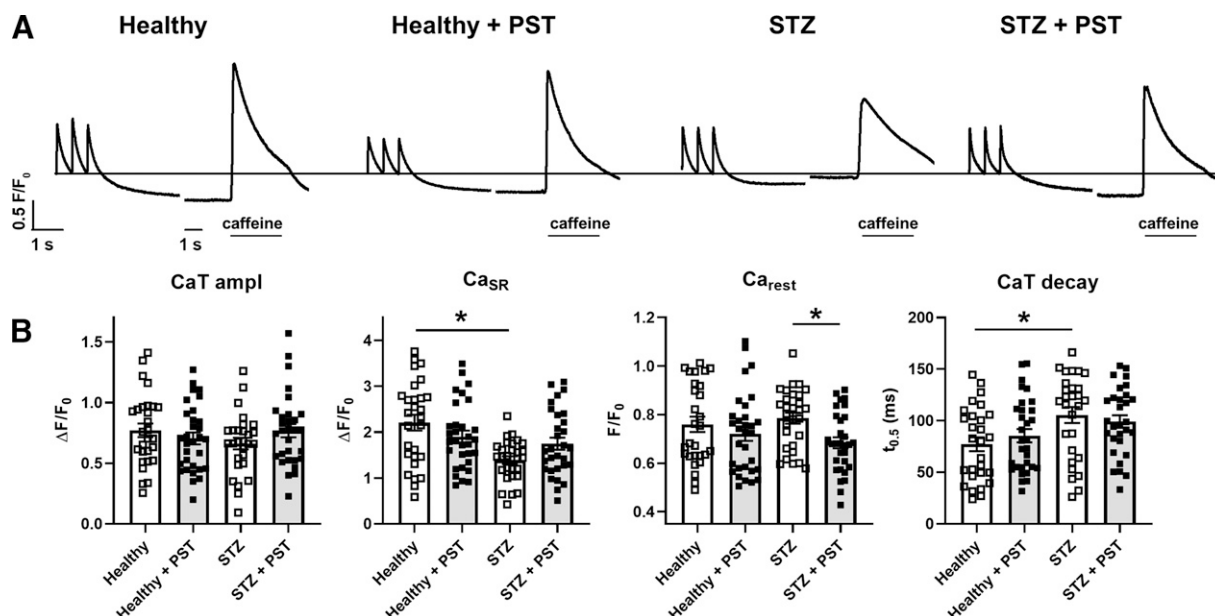 A
Healthy
Healthy + PST
STZ
STZ + PST
0.5 F/F₀
1 s
1 s
caffeine
caffeine
caffeine
caffeine
B
CaT ampl
ΔF/F₀
1.5
1.0
0.5
0.0
Healthy
Healthy + PST
STZ
STZ + PST
Ca_SR
ΔF/F₀
4
3
2
1
0
*
Healthy
Healthy + PST
STZ
STZ + PST
Ca_rest
F/F₀
1.2
1.0
0.8
0.6
0.4
*
Healthy
Healthy + PST
STZ
STZ + PST
CaT decay
t₀.₅ (ms)
200
150
100
50
0
*
Healthy
Healthy + PST
STZ
STZ + PST